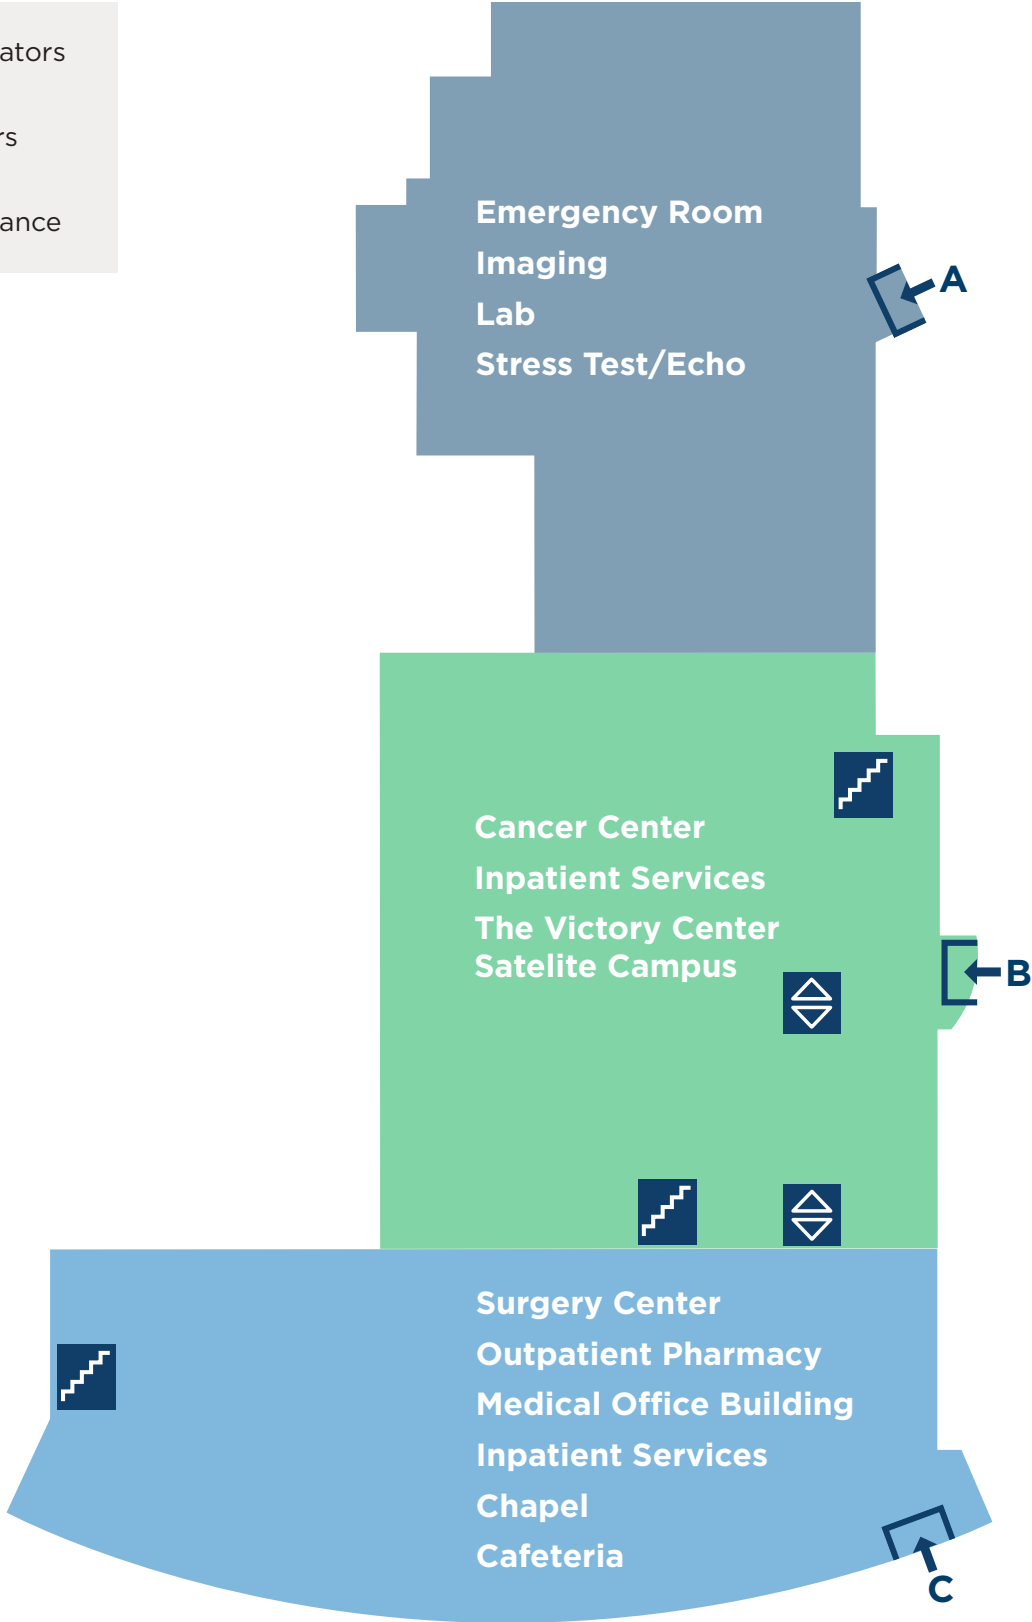 ators
rs
ance
Emergency Room
Imaging
Lab
Stress Test/Echo
A
Cancer Center
Inpatient Services
The Victory Center
Satelite Campus
B
Surgery Center
Outpatient Pharmacy
Medical Office Building
Inpatient Services
Chapel
Cafeteria
C